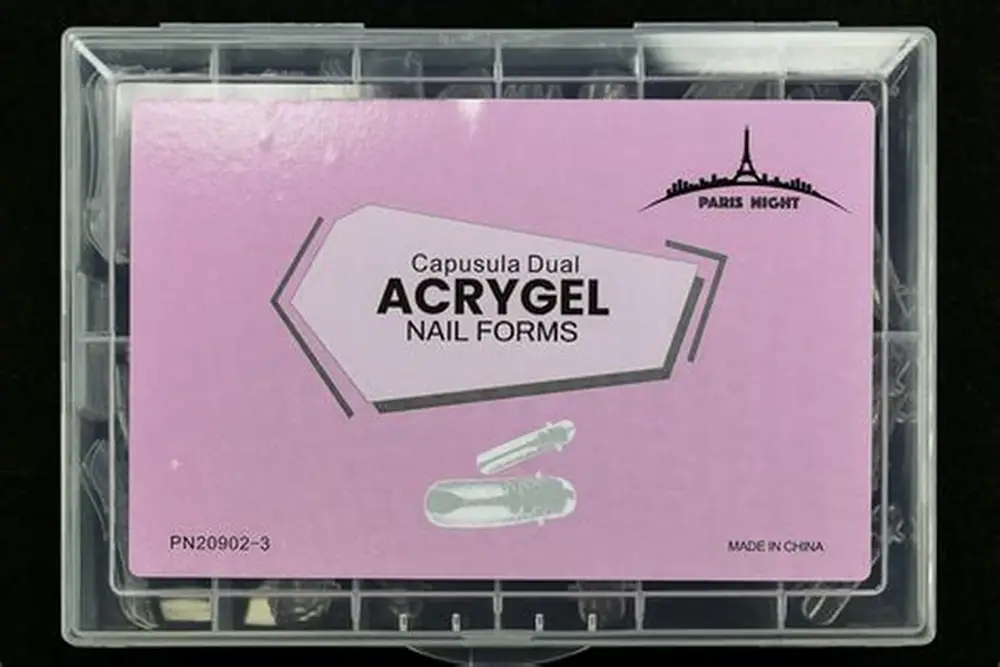 PARIS NIGHT
Capusula Dual
ACRYGEL
NAIL FORMS
PN20902-3
MADE IN CHINA